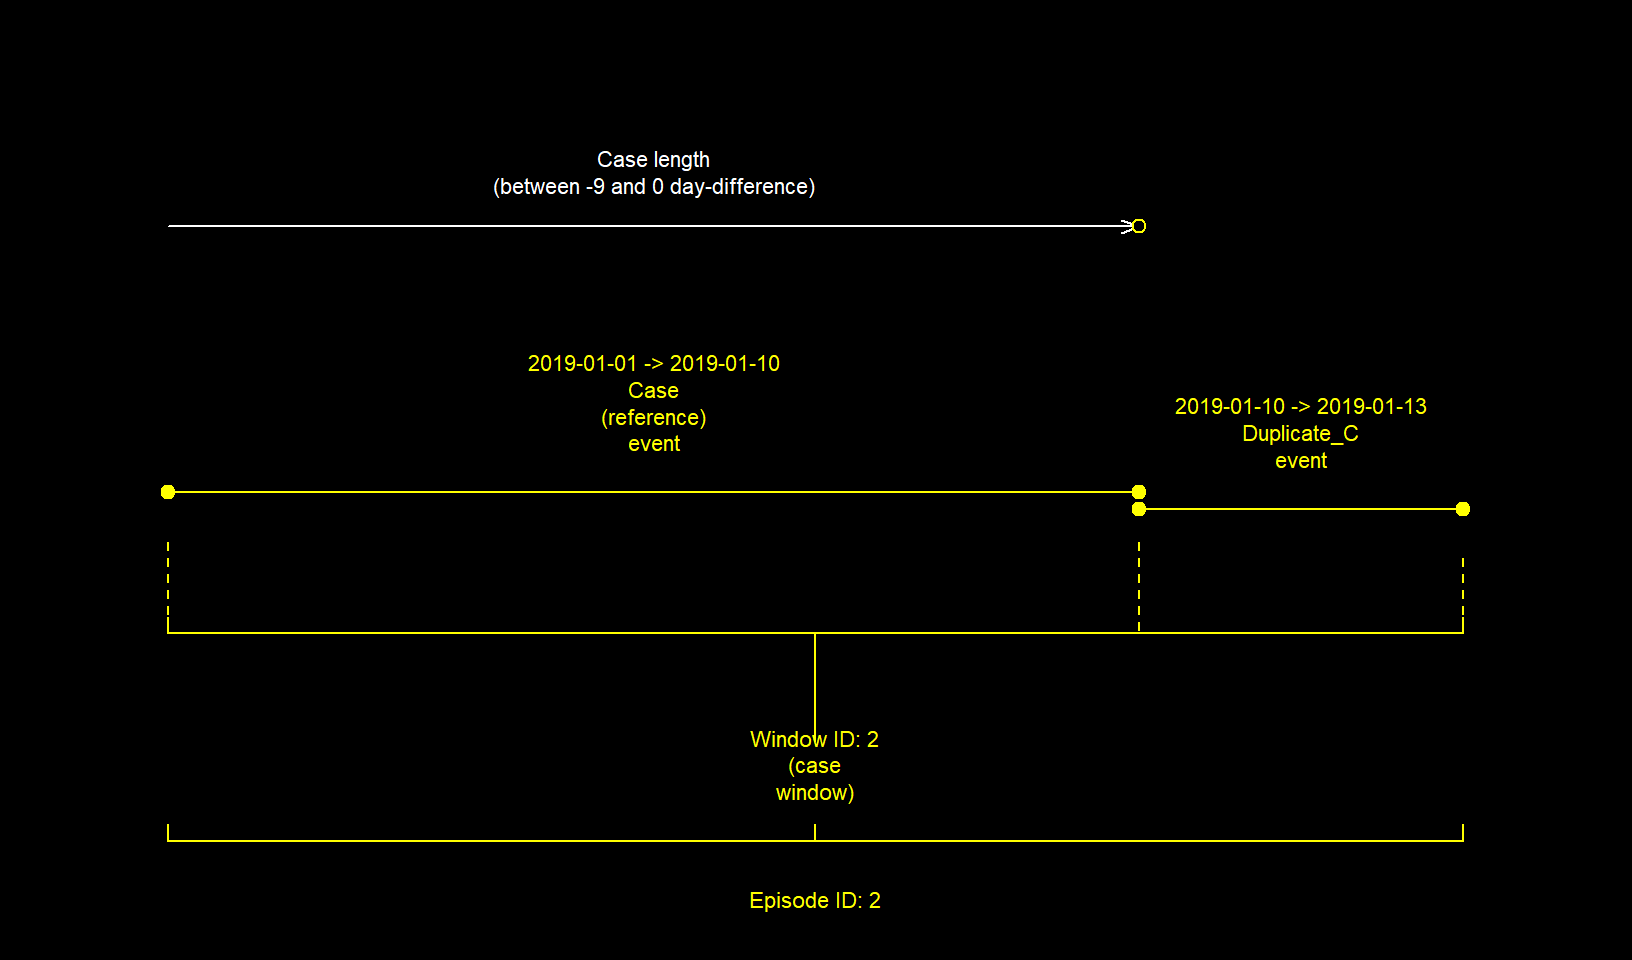 Case length
(between -9 and 0 day-difference)
2019-01-01 -> 2019-01-10
Case
(reference)
event
2019-01-10 -> 2019-01-13
Duplicate_C
event
Window ID: 2
(case
window)
Episode ID: 2